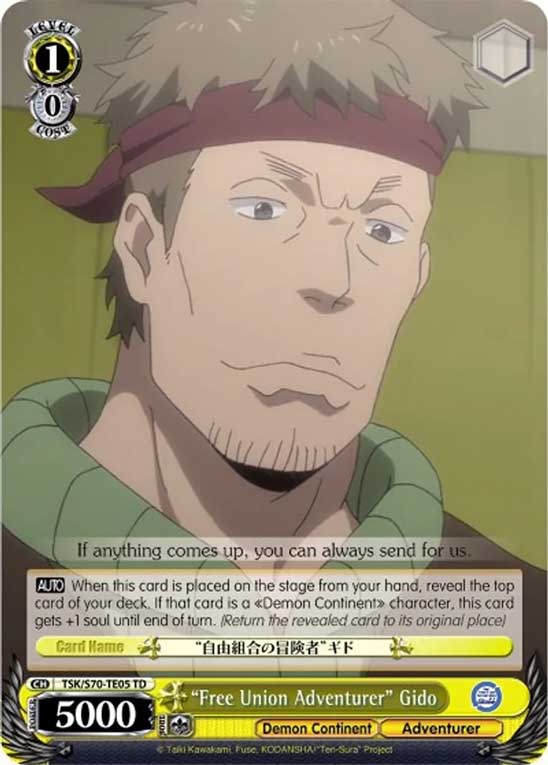 LEVEL
1
0
COST
If anything comes up, you can always send for us.
AUTO When this card is placed on the stage from your hand, reveal the top
card of your deck. If that card is a «Demon Continent» character, this card
gets +1 soul until end of turn. (Return the revealed card to its original place)
Card Name "自由組合の冒険者"ギド
CH TSK/S70-TE05 TD
"Free Union Adventurer" Gido
POWER 5000 SOUL
Demon Continent Adventurer
© Taiki Kawakami, Fuse, KODANSHA/"Ten-Sura" Project